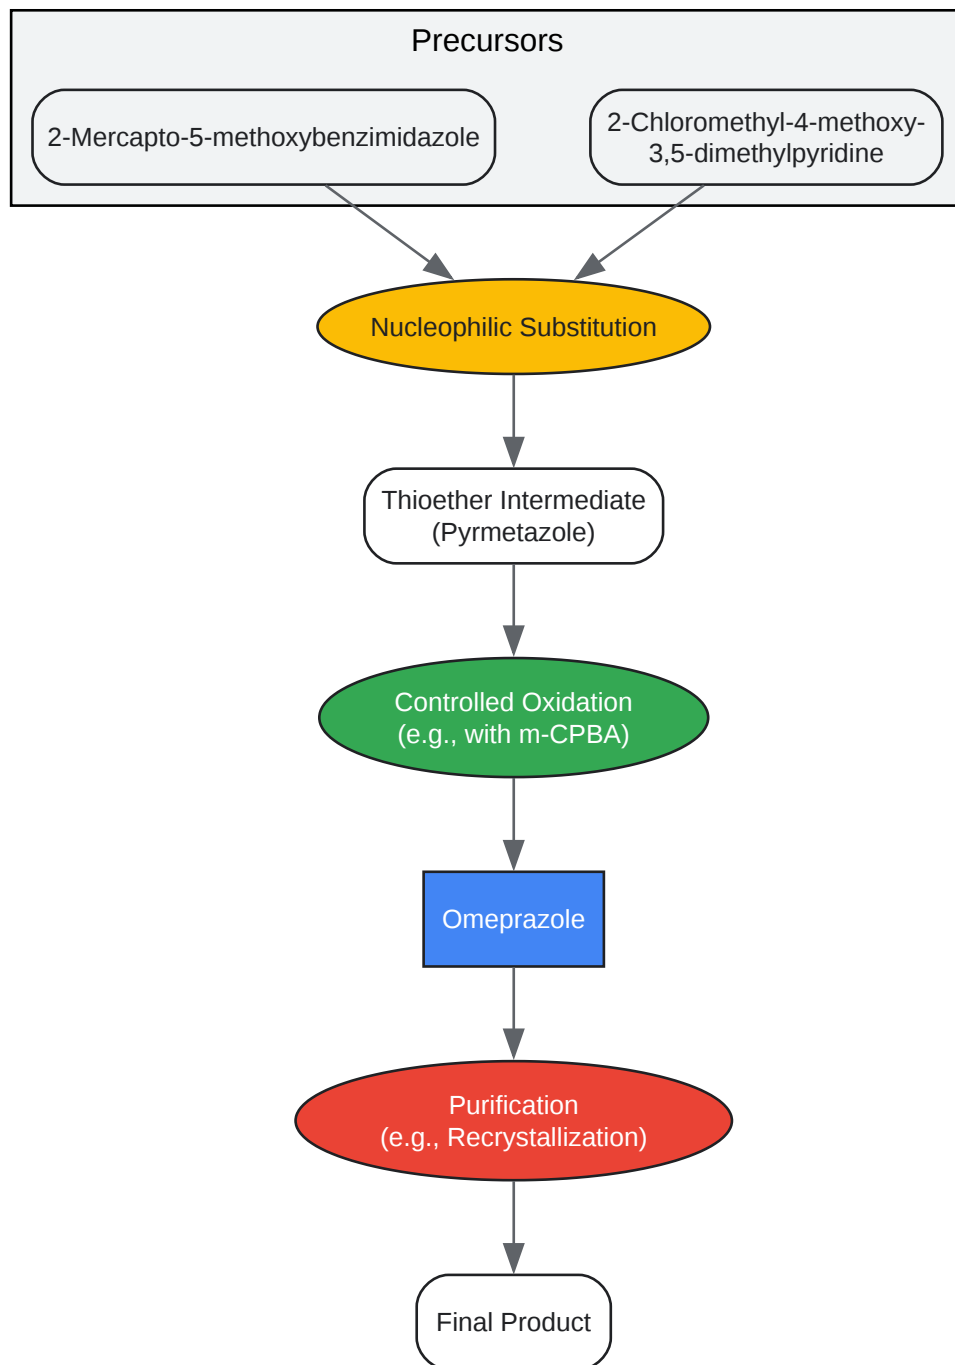 Precursors
2-Mercapto-5-methoxybenzimidazole
2-Chloromethyl-4-methoxy-
3,5-dimethylpyridine
Nucleophilic Substitution
Thioether Intermediate
(Pyrmetazole)
Controlled Oxidation
(e.g., with m-CPBA)
Omeprazole
Purification
(e.g., Recrystallization)
Final Product